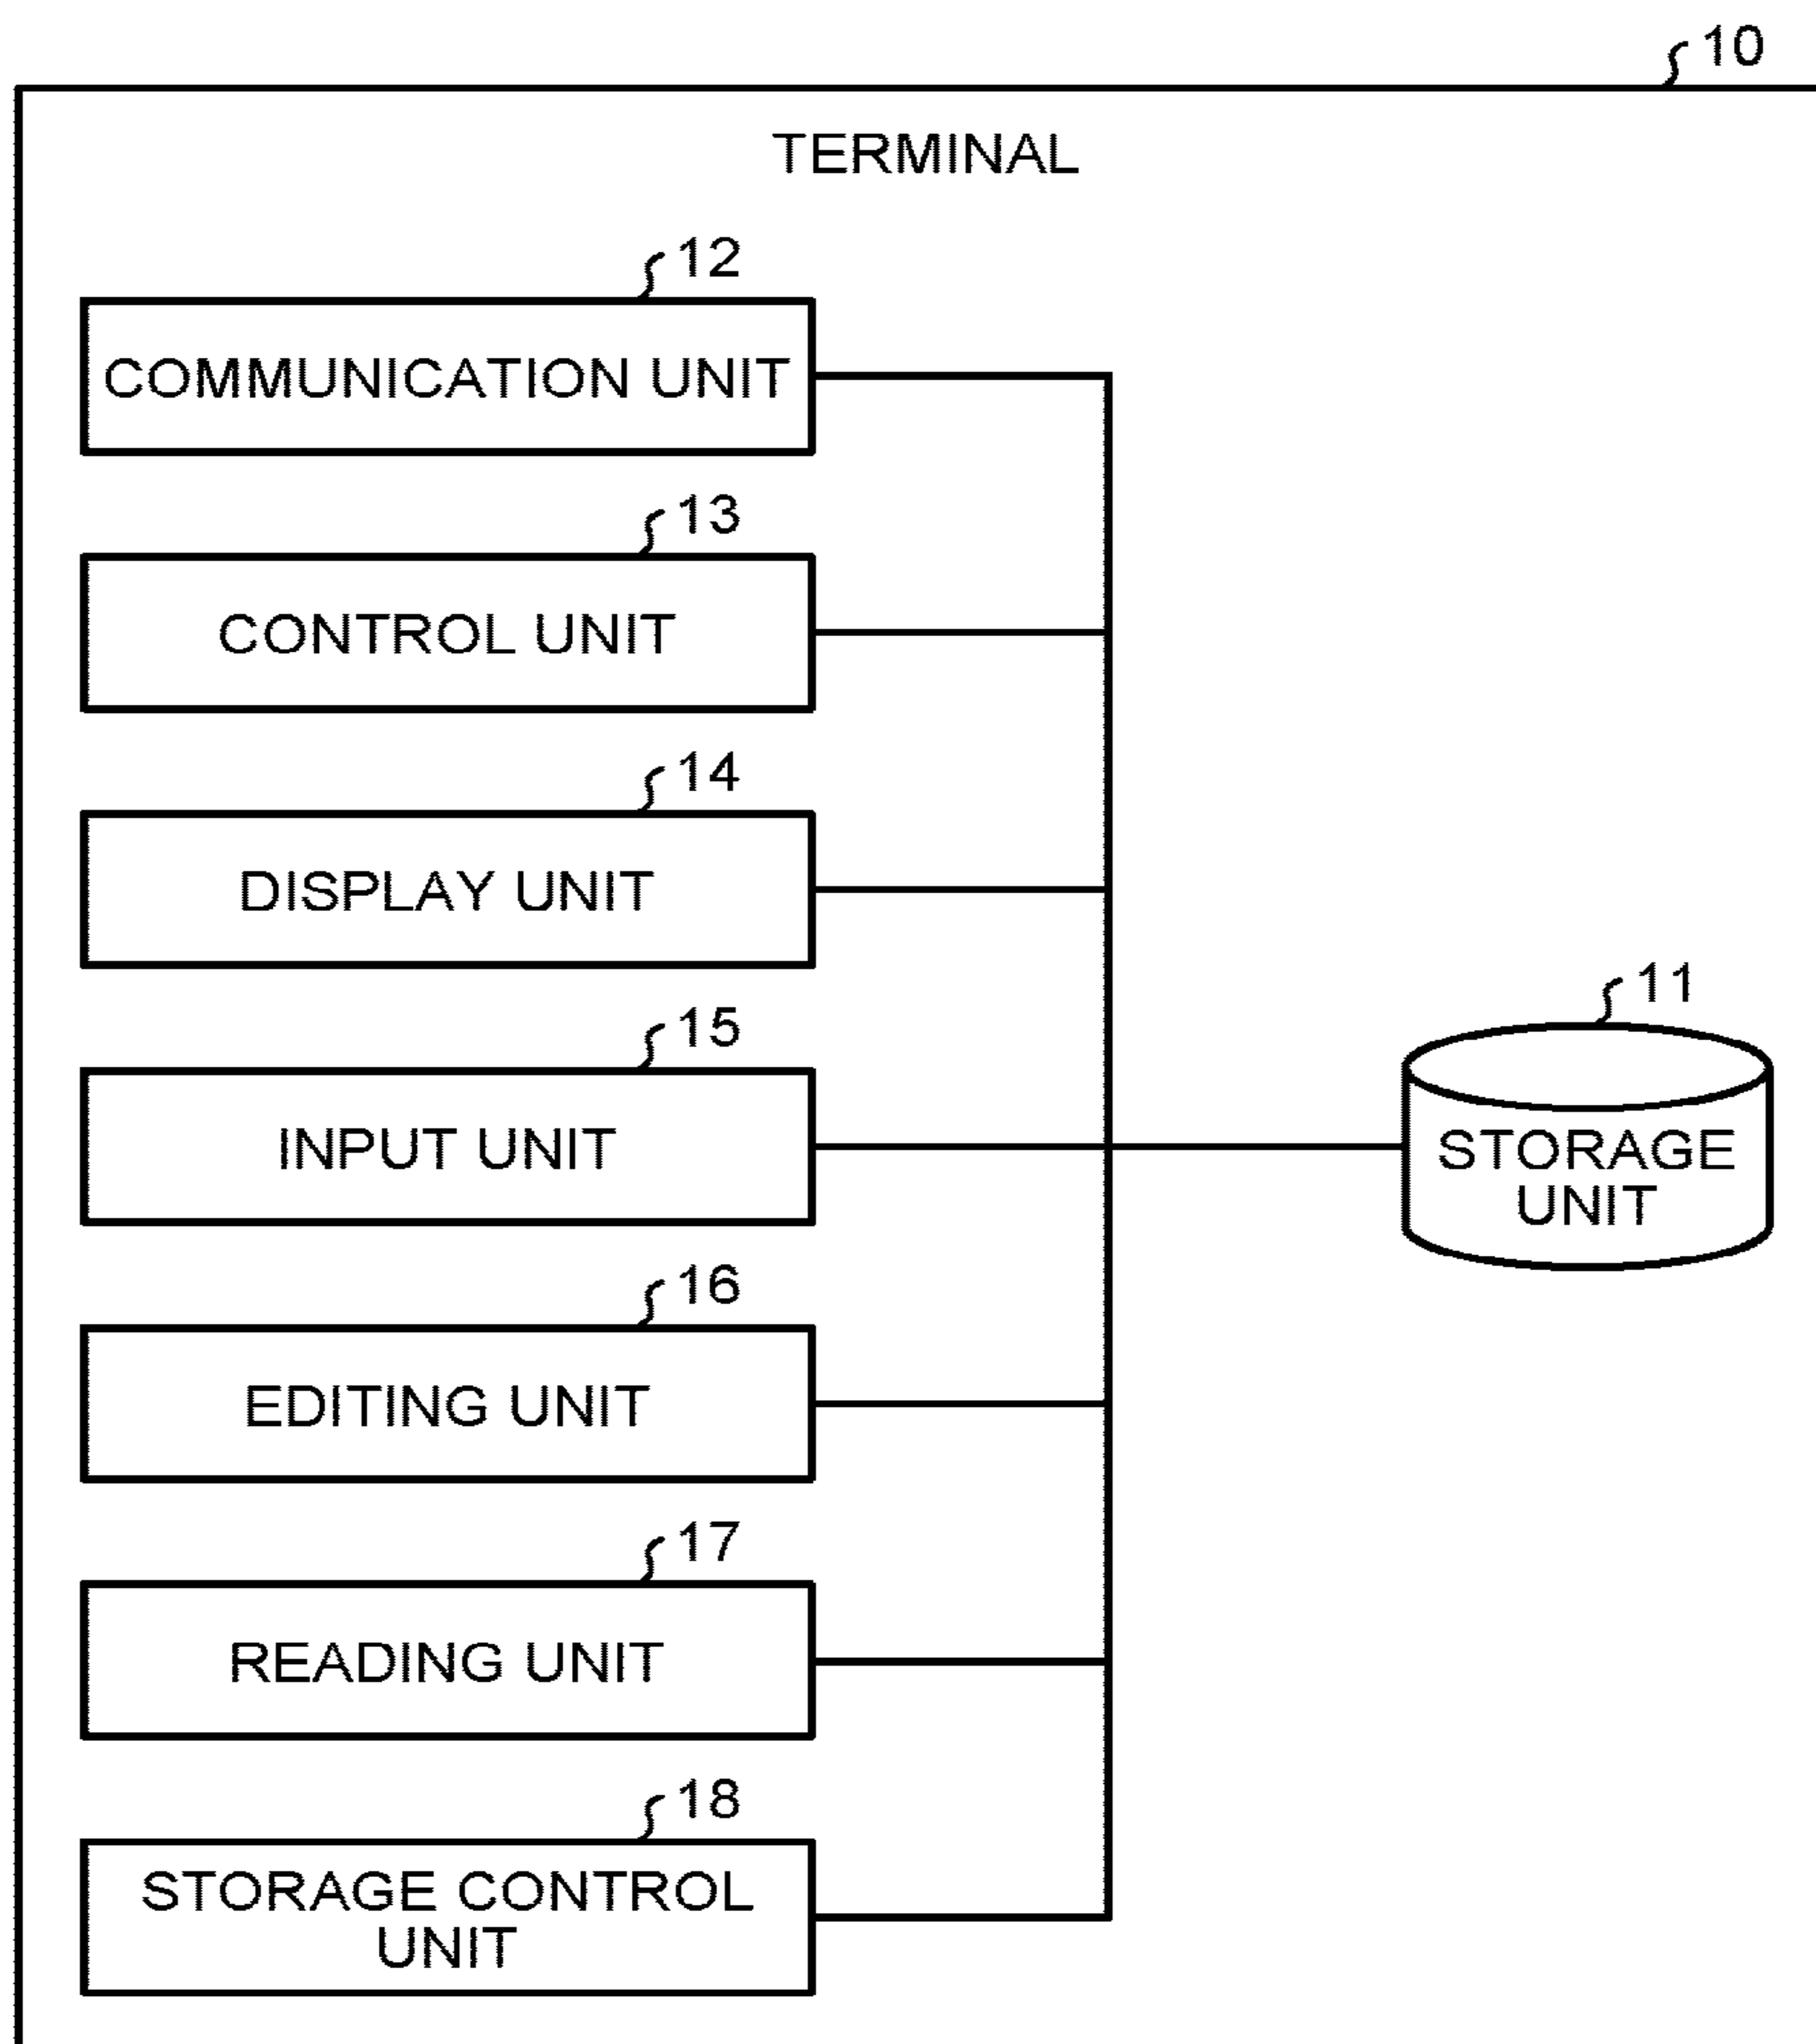 10
TERMINAL
12
COMMUNICATION UNIT
13
CONTROL UNIT
14
DISPLAY UNIT
15
INPUT UNIT
11
STORAGE
UNIT
16
EDITING UNIT
17
READING UNIT
18
STORAGE CONTROL
UNIT